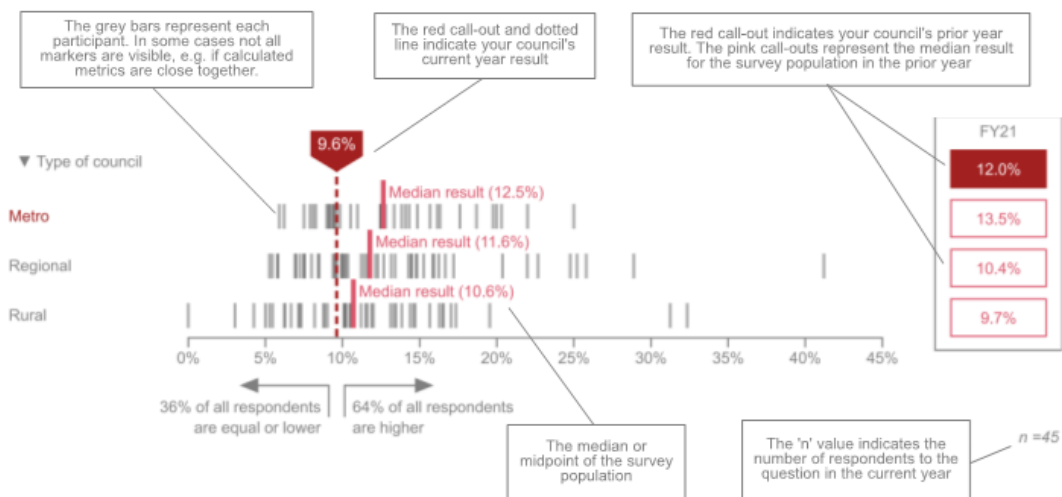 The grey bars represent each
participant. In some cases not all
markers are visible, e.g. if calculated
metrics are close together.
The red call-out and dotted
line indicate your council's
current year result
The red call-out indicates your council's prior year
result. The pink call-outs represent the median result
for the survey population in the prior year
9.6%
FY21
▼ Type of council
12.0%
Median result (12.5%)
Metro
13.5%
Median result (11.6%)
Regional
10.4%
Median result (10.6%)
Rural
9.7%
0% 5% 10% 15% 20% 25% 30% 35% 40% 45%
36% of all respondents
are equal or lower
64% of all respondents
are higher
The median or
midpoint of the survey
population
The 'n' value indicates the
number of respondents to the
question in the current year
n =45